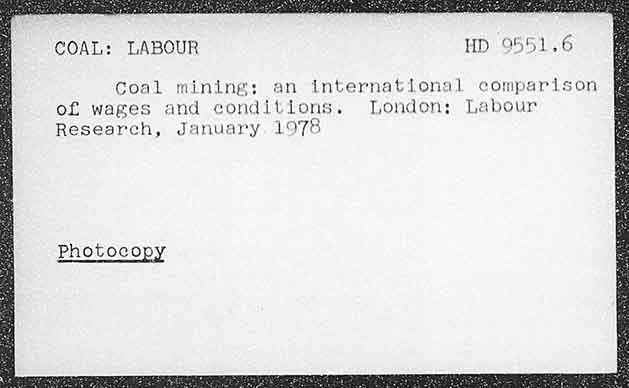 COAL: LABOUR HD 9551.6
Coal mining: an international comparison
of wages and conditions. London: Labour
Research, January 1978
Photocopy